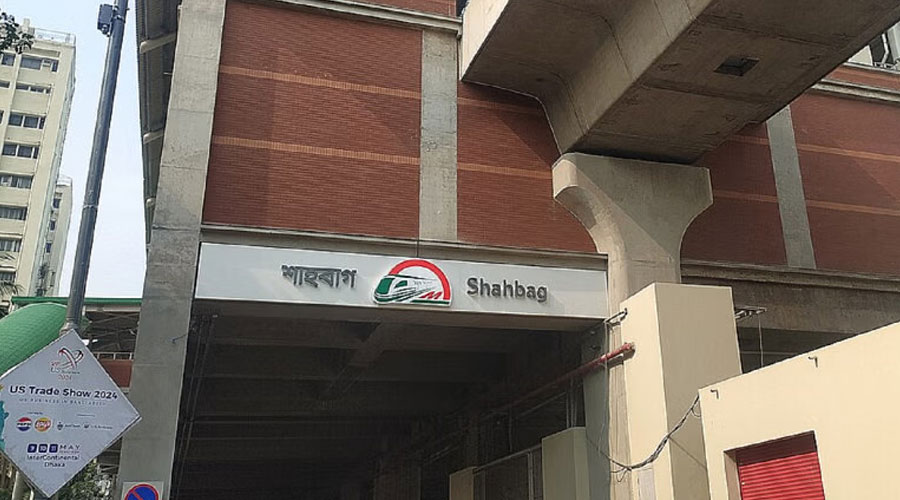 শাহবাগ
Shahbag
US Trade Show 2024
MAY
InterContinental
Dhaka